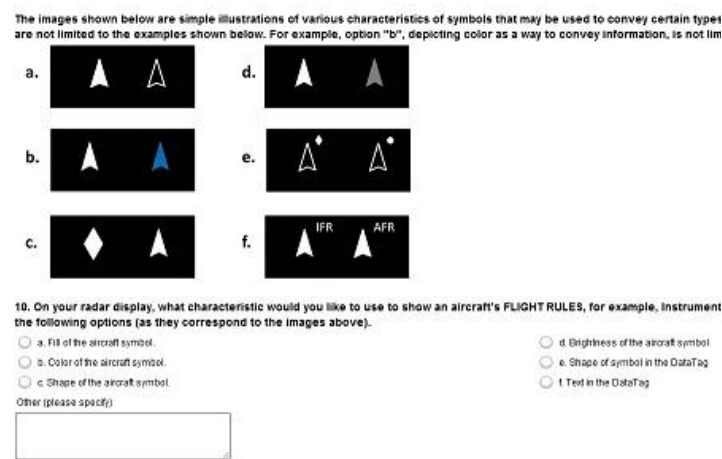 The images shown below are simple illustrations of various characteristics of symbols that may be used to convey certain types
are not limited to the examples shown below. For example, option "b", depicting color as a way to convey information, is not lim
a.
d.
b.
e.
c.
f.
IFR AFR
10. On your radar display, what characteristic would you like to use to show an aircraft's FLIGHT RULES, for example, Instrument
the following options (as they correspond to the images above).
a. Fill of the aircraft symbol.
d. Brightness of the aircraft symbol
b. Color of the aircraft symbol.
e. Shape of symbol in the DataTag
c. Shape of the aircraft symbol
f. Text in the DataTag
Other (please specify)